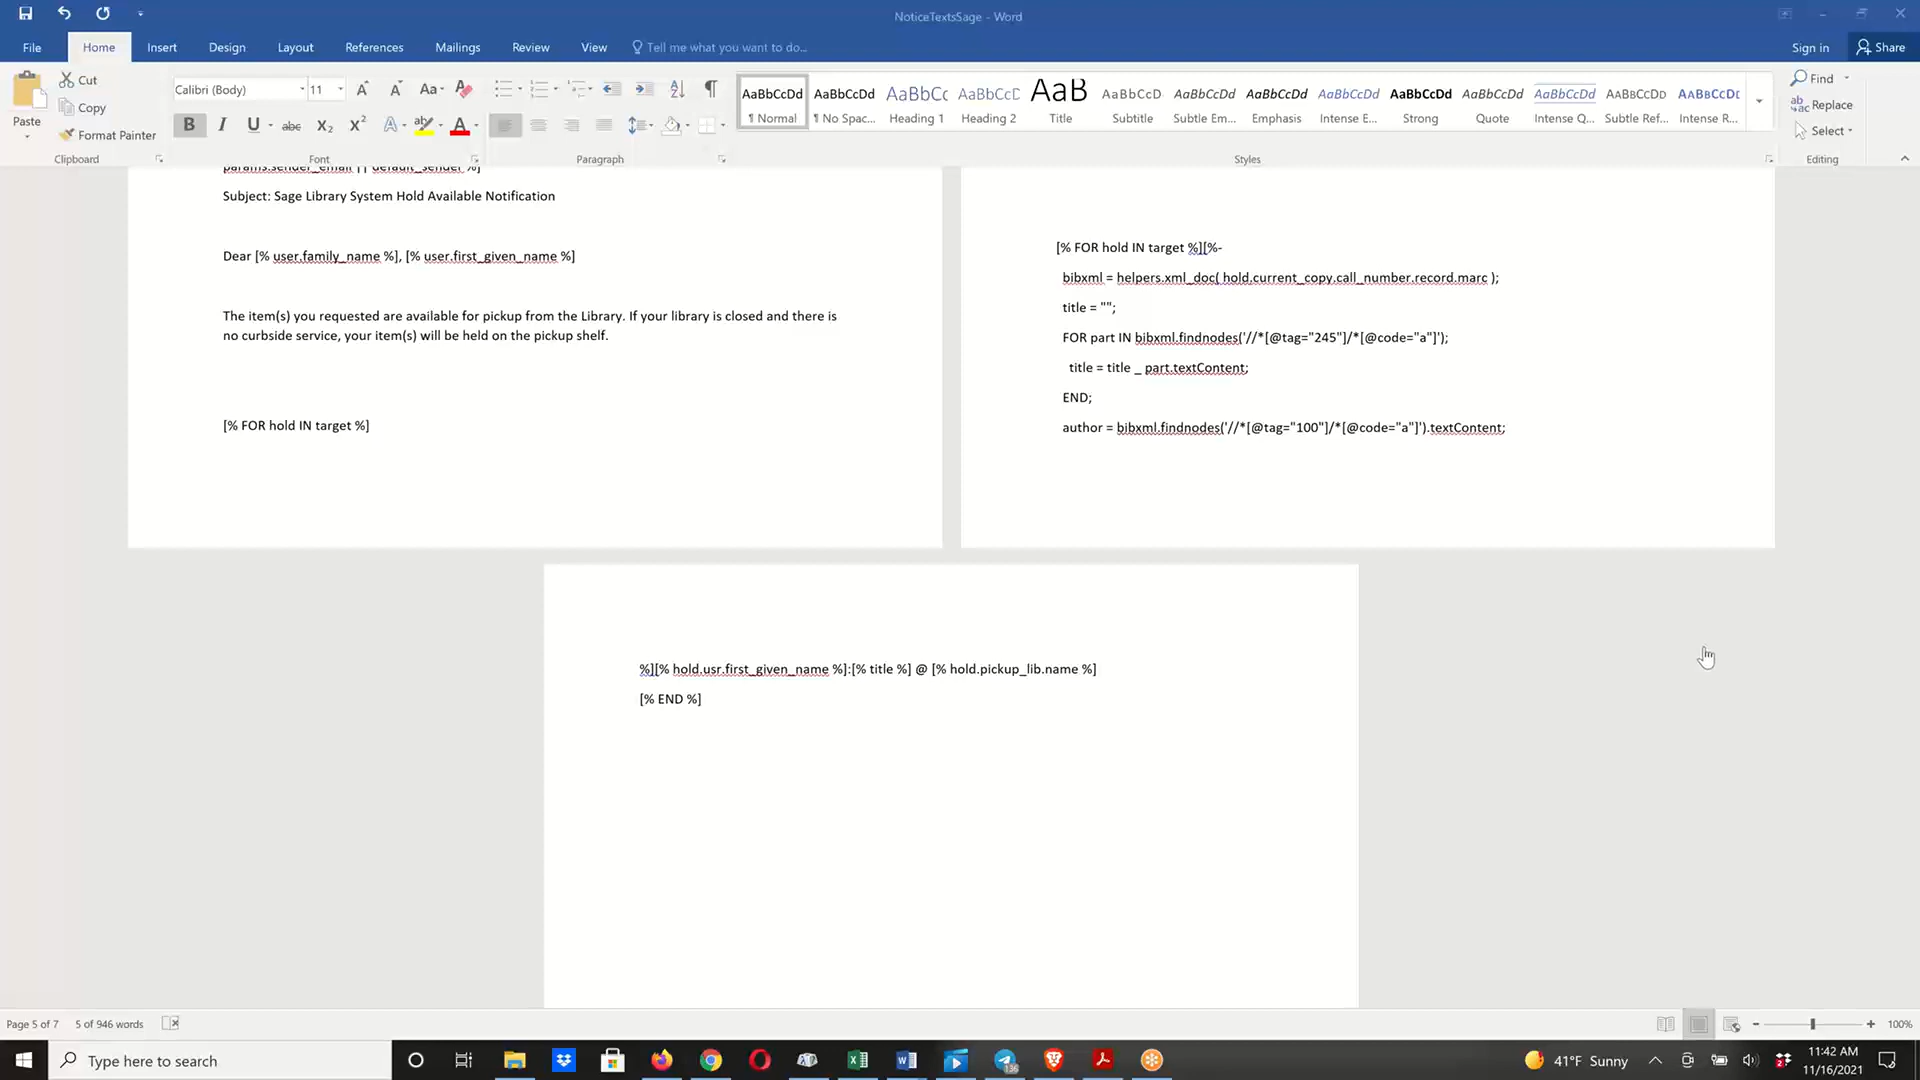 NoticeTextsSage - Word
File Home Insert Design Layout References Mailings Review View Tell me what you want to do... Sign in Share
Paste
Cut
Copy
Format Painter
Clipboard
Calibri (Body) 11
Font
Paragraph
AaBbCcDd AaBbCcDd AaBbCc AaBbCcD AaB AaBbCcD AaBbCcDd AaBbCcDd AaBbCcDd AaBbCcDd AaBbCcDd AaBbCcDd AaBbCcDd AaBbCcDd
¶ Normal ¶ No Spac... Heading 1 Heading 2 Title Subtitle Subtle Em... Emphasis Intense E... Strong Quote Intense Q... Subtle Ref... Intense R...
Styles
Find
Replace
Select
Editing
params.sender_email || default_sender %]
Subject: Sage Library System Hold Available Notification
Dear [% user.family_name %], [% user.first_given_name %]
The item(s) you requested are available for pickup from the Library. If your library is closed and there is
no curbside service, your item(s) will be held on the pickup shelf.
[% FOR hold IN target %]
[% FOR hold IN target %][%-
bibxml = helpers.xml_doc( hold.current_copy.call_number.record.marc );
title = "";
FOR part IN bibxml.findnodes('//*[@tag="245"]/*[@code="a"]');
title = title _ part.textContent;
END;
author = bibxml.findnodes('//*[@tag="100"]/*[@code="a"]').textContent;
%][% hold.usr.first_given_name %]:[% title %] @ [% hold.pickup_lib.name %]
[% END %]
Page 5 of 7 5 of 946 words 100%
Type here to search
136
41°F Sunny
11:42 AM
11/16/2021